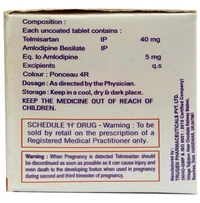 Composition :
Each uncoated tablet contains :
Telmisartan IP 40 mg
Amlodipine Besilate IP
Eq. to Amlodipine 5 mg
Excipients q.s
Colour : Ponceau 4R
Dosage : As directed by the Physician.
Storage : Keep in a cool, dry & dark place.
KEEP THE MEDICINE OUT OF REACH OF
CHILDREN.
SCHEDULE 'H' DRUG - Warning : To be
sold by retail on the prescription of a
Registered Medical Practitioner only.
Warning : When Pregnancy is detected Telmisartan should
be discontinued as soon as possible as it can cause injury and
even death to the developing foetus when used in pregnancy
during second and third trimester of pregnancy.
PHARMACEUTICALS PVT. LTD.